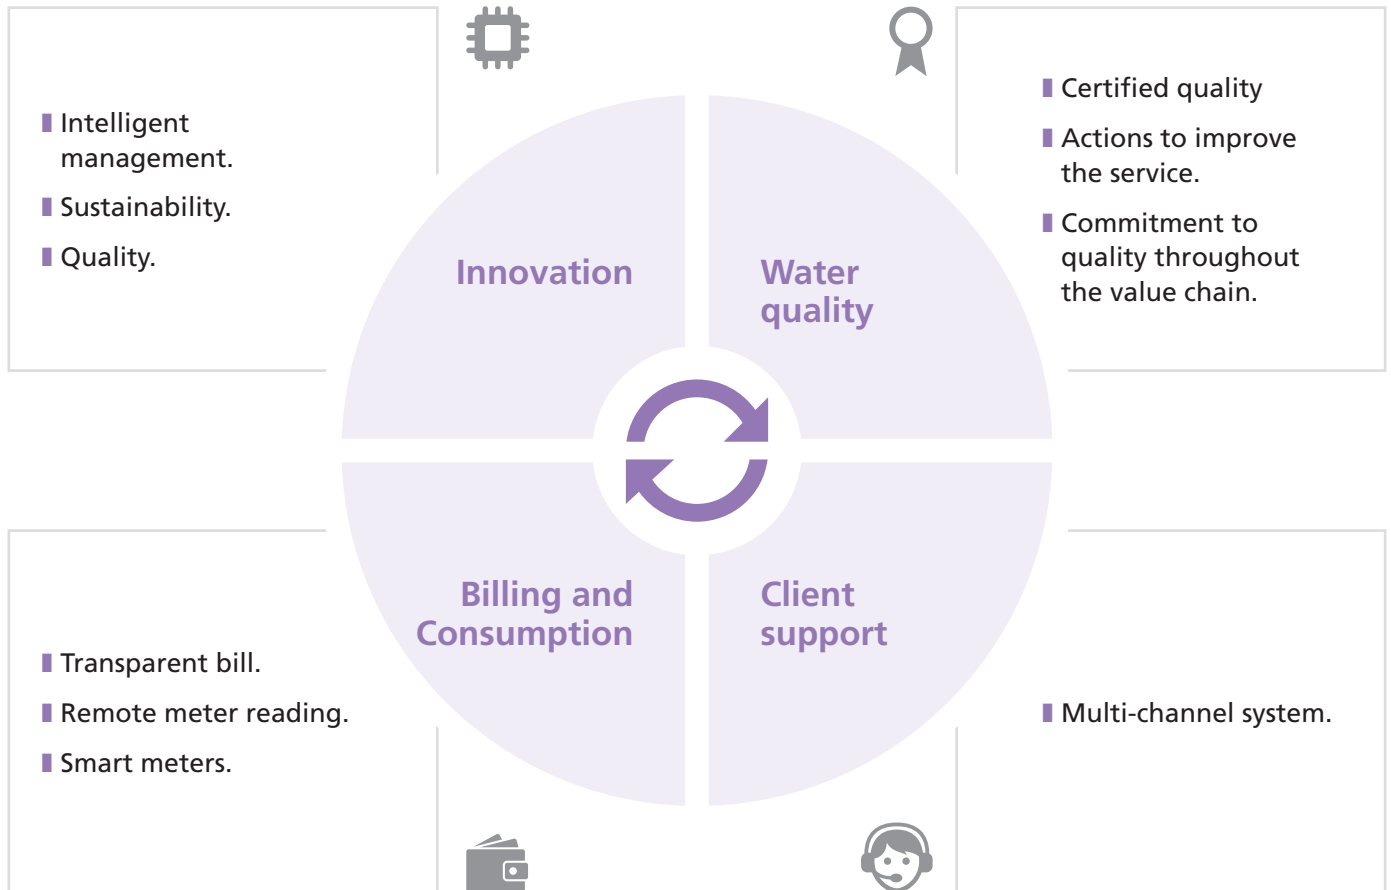 Intelligent
management.
Sustainability.
Quality.
Innovation
Water
quality
Certified quality
Actions to improve
the service.
Commitment to
quality throughout
the value chain.
Transparent bill.
Remote meter reading.
Smart meters.
Billing and
Consumption
Client
support
Multi-channel system.